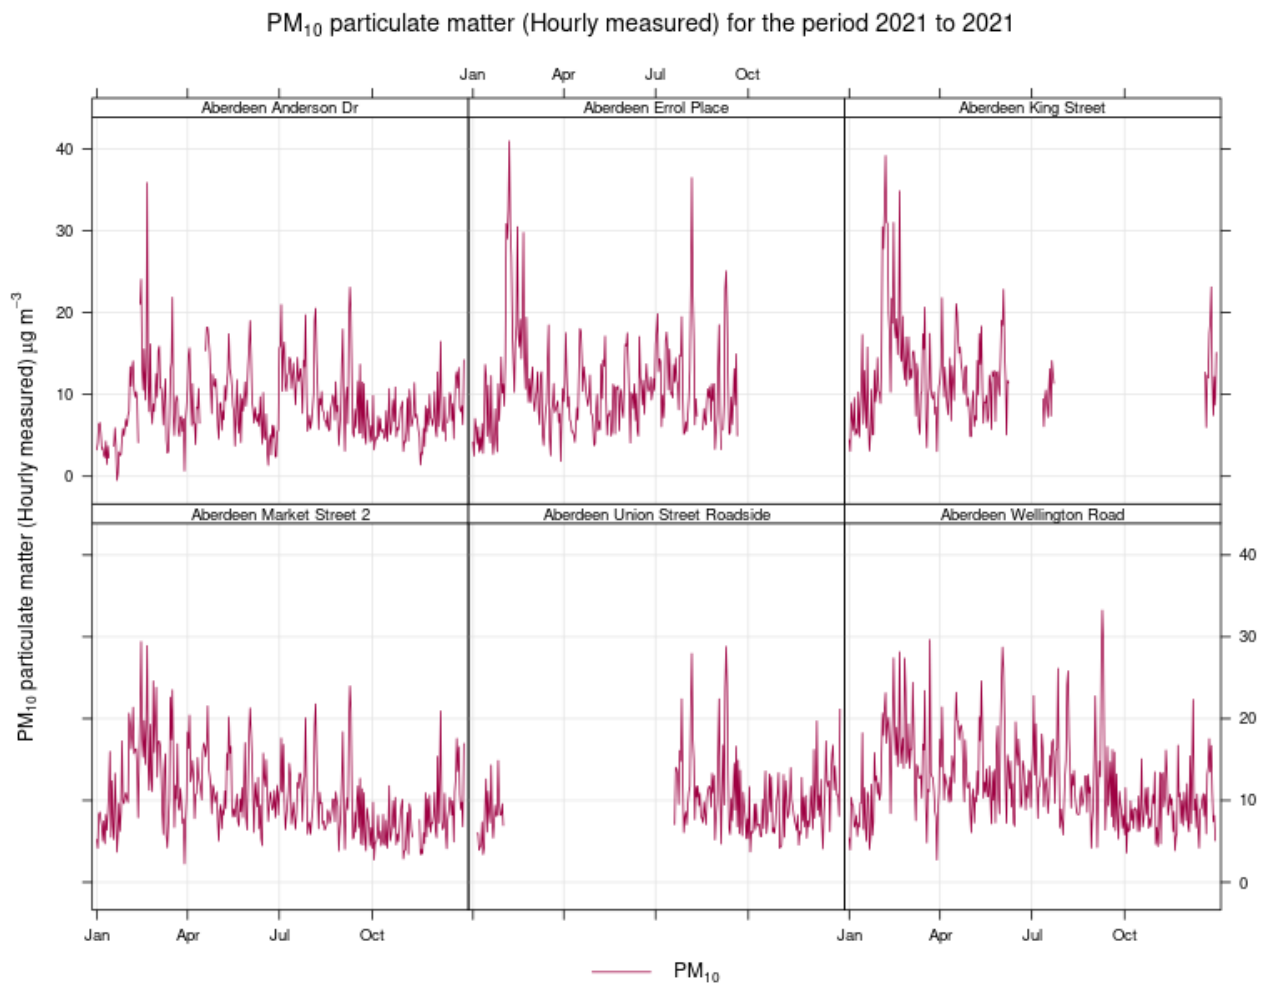 PM₁₀ particulate matter (Hourly measured) for the period 2021 to 2021
Jan Apr Jul Oct
Aberdeen Anderson Dr Aberdeen Errol Place Aberdeen King Street
40
30
20
10
0
PM₁₀ particulate matter (Hourly measured) µg m⁻³
Aberdeen Market Street 2 Aberdeen Union Street Roadside Aberdeen Wellington Road
40
30
20
10
0
Jan Apr Jul Oct Jan Apr Jul Oct
PM₁₀